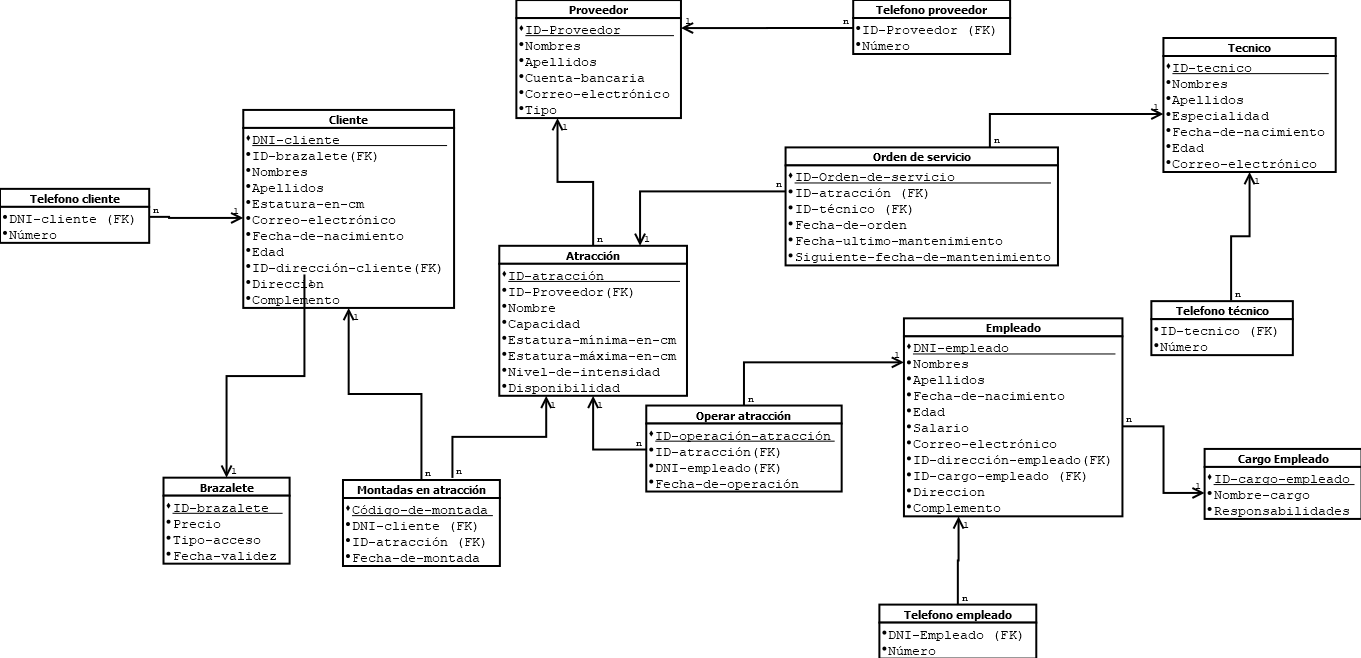 Proveedor
ID-Proveedor
Nombres
Apellidos
Cuenta-bancaria
Correo-electrónico
Tipo
Telefono proveedor
ID-Proveedor (FK)
Número
1
n
Tecnico
ID-tecnico
Nombres
Apellidos
Especialidad
Fecha-de-nacimiento
Edad
Correo-electrónico
1
n
1
Cliente
DNI-cliente
ID-brazalete(FK)
Nombres
Apellidos
Estatura-en-cm
Correo-electrónico
Fecha-de-nacimiento
Edad
ID-dirección-cliente(FK)
Direccion
Complemento
1
Orden de servicio
ID-Orden-de-servicio
ID-atracción (FK)
ID-técnico (FK)
Fecha-de-orden
Fecha-ultimo-mantenimiento
Siguiente-fecha-de-mantenimiento
n
1
Telefono cliente
DNI-cliente (FK)
Número
n
1
1
n
Atracción
ID-atracción
ID-Proveedor(FK)
Nombre
Capacidad
Estatura-mínima-en-cm
Estatura-máxima-en-cm
Nivel-de-intensidad
Disponibilidad
1
1
n
Telefono técnico
ID-tecnico (FK)
Número
Empleado
DNI-empleado
Nombres
Apellidos
Fecha-de-nacimiento
Edad
Salario
Correo-electrónico
ID-dirección-empleado(FK)
ID-cargo-empleado (FK)
Direccion
Complemento
1
n
Operar atracción
ID-operación-atracción
ID-atracción(FK)
DNI-empleado(FK)
Fecha-de-operación
n
n
1
Cargo Empleado
ID-cargo-empleado
Nombre-cargo
Responsabilidades
1
Brazalete
ID-brazalete
Precio
Tipo-acceso
Fecha-validez
n
n
Montadas en atracción
Código-de-montada
DNI-cliente (FK)
ID-atracción (FK)
Fecha-de-montada
1
n
Telefono empleado
DNI-Empleado (FK)
Número